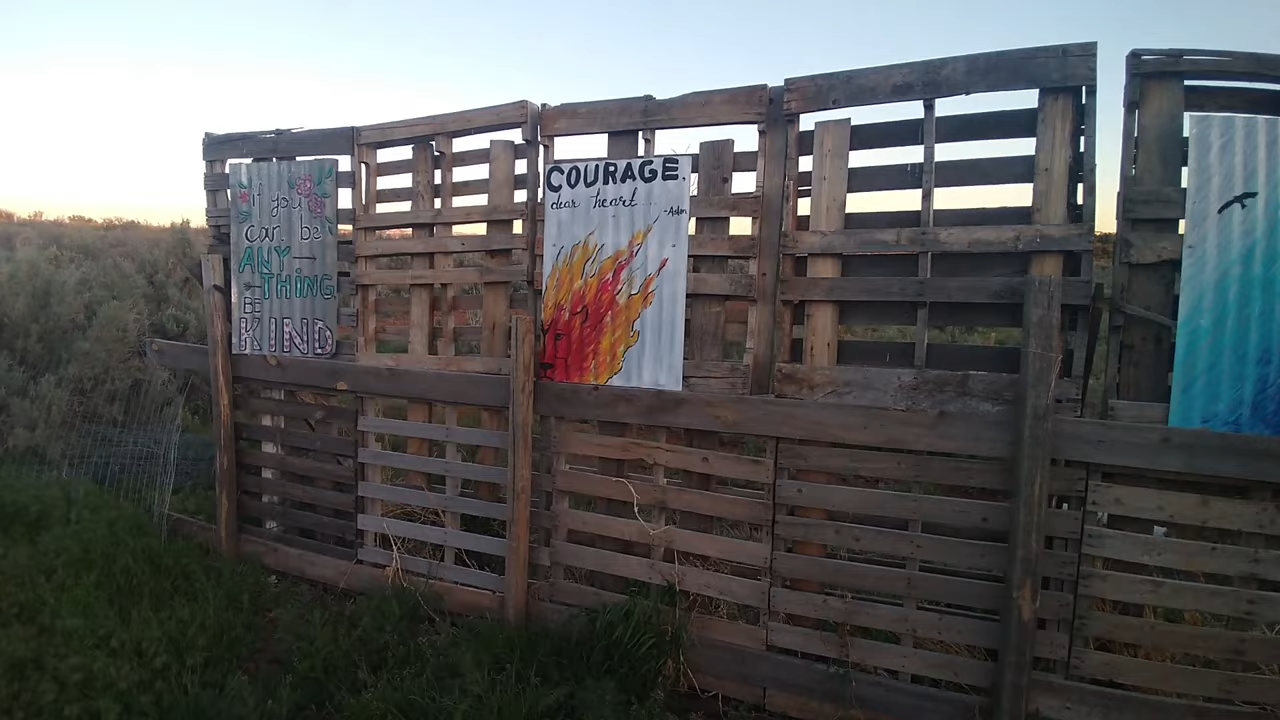 if you
can be
ANY—
—THiNG
BE
KIND
COURAGE,
dear heart...
-Aslan